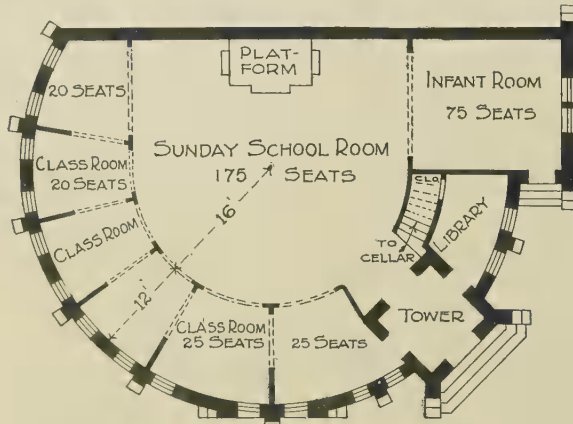 PLAT-
FORM
INFANT ROOM
75 SEATS
20 SEATS
SUNDAY SCHOOL ROOM
175 SEATS
CLASS ROOM
20 SEATS
CLO.
16'
LIBRARY
CLASS ROOM
TO
CELLAR
12'
TOWER
CLASS ROOM
25 SEATS
25 SEATS